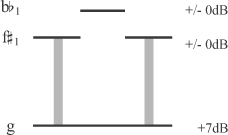 b♭₁ +/- 0dB
f♯₁ +/- 0dB
g +7dB